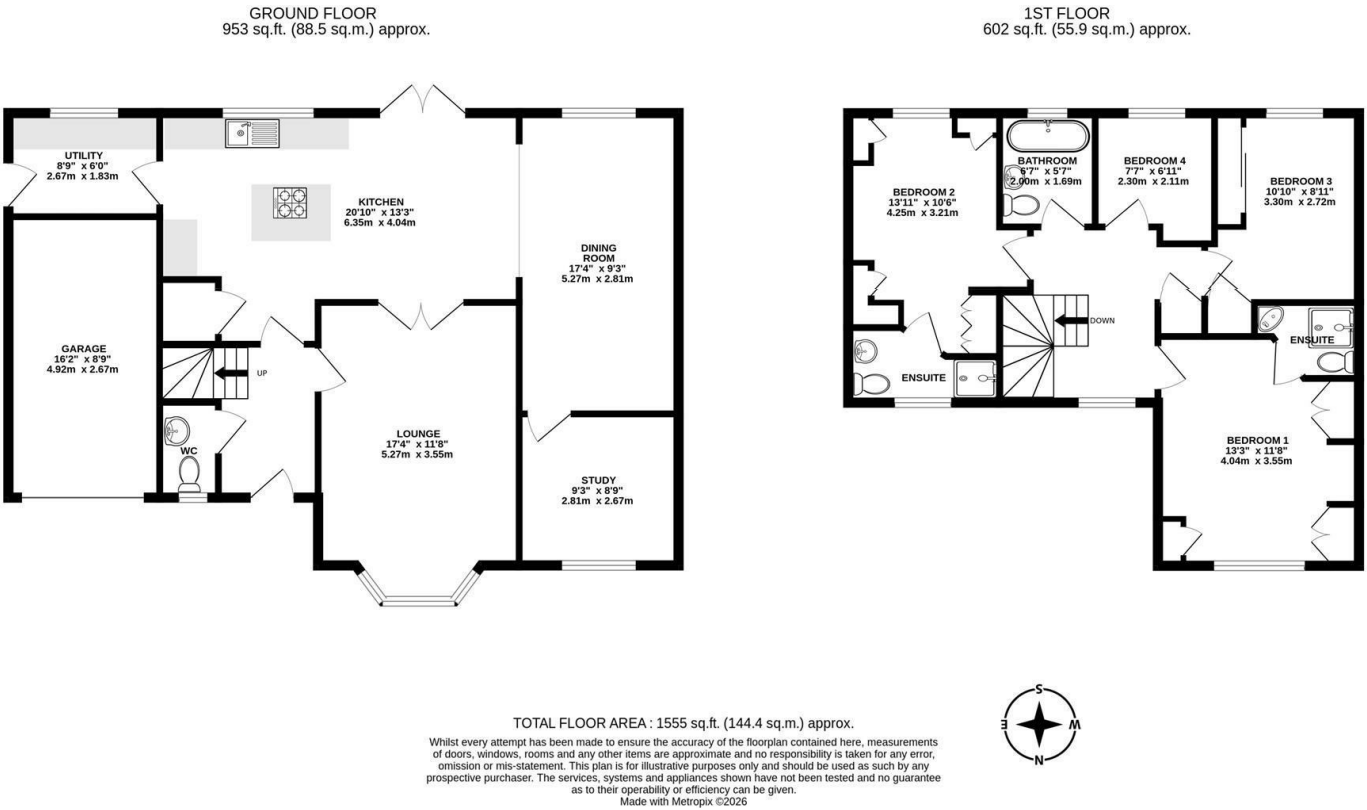 GROUND FLOOR
953 sq.ft. (88.5 sq.m.) approx.
UTILITY
8'9" x 6'0"
2.67m x 1.83m
KITCHEN
20'10" x 13'3"
6.35m x 4.04m
DINING
ROOM
17'4" x 9'3"
5.27m x 2.81m
GARAGE
16'2" x 8'9"
4.92m x 2.67m
UP
WC
LOUNGE
17'4" x 11'8"
5.27m x 3.55m
STUDY
9'3" x 8'9"
2.81m x 2.67m
1ST FLOOR
602 sq.ft. (55.9 sq.m.) approx.
BEDROOM 2
13'11" x 10'6"
4.25m x 3.21m
BATHROOM
6'7" x 5'7"
2.00m x 1.69m
BEDROOM 4
7'7" x 6'11"
2.30m x 2.11m
BEDROOM 3
10'10" x 8'11"
3.30m x 2.72m
DOWN
ENSUITE
ENSUITE
BEDROOM 1
13'3" x 11'8"
4.04m x 3.55m
S
E
W
N
TOTAL FLOOR AREA : 1555 sq.ft. (144.4 sq.m.) approx.
Whilst every attempt has been made to ensure the accuracy of the floorplan contained here, measurements
of doors, windows, rooms and any other items are approximate and no responsibility is taken for any error,
omission or mis-statement. This plan is for illustrative purposes only and should be used as such by any
prospective purchaser. The services, systems and appliances shown have not been tested and no guarantee
as to their operability or efficiency can be given.
Made with Metropix ©2026